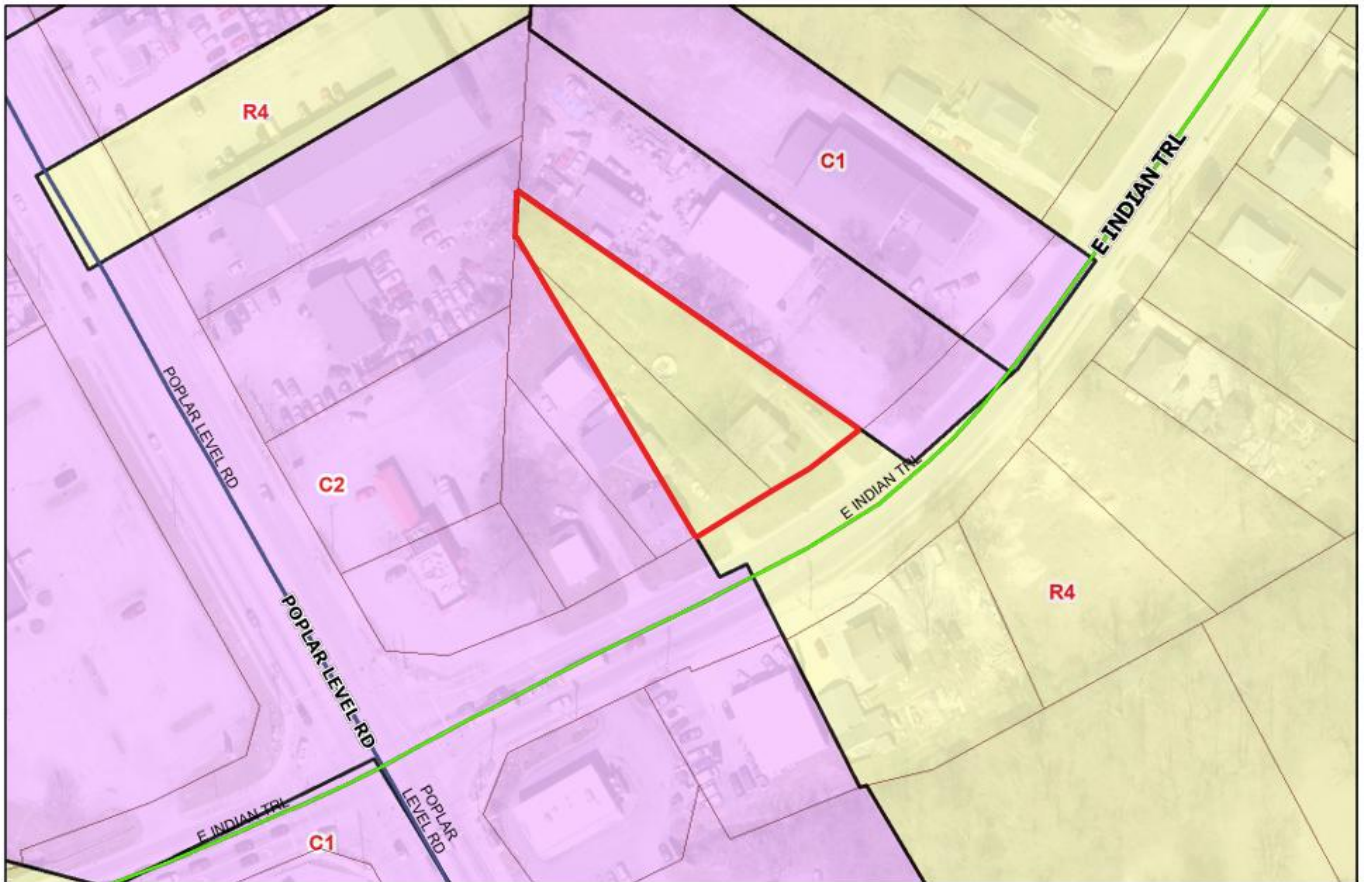 R4
C1
E INDIAN TRL
POPLAR LEVEL RD
C2
E INDIAN TRL
R4
POPLAR LEVEL RD
E INDIAN TRL
POPLAR
LEVEL RD
C1